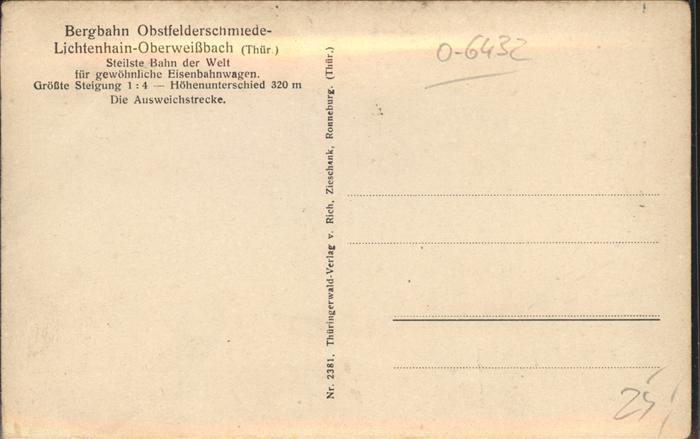 Bergbahn Obstfelderschmiede-
Lichtenhain-Oberweißbach (Thür.)
Steilste Bahn der Welt
für gewöhnliche Eisenbahnwagen.
Größte Steigung 1 : 4 — Höhenunterschied 320 m
Die Ausweichstrecke.
Nr. 2381. Thüringerwald-Verlag v. Rich. Zieschank, Ronneburg. (Thür.)
0-6432